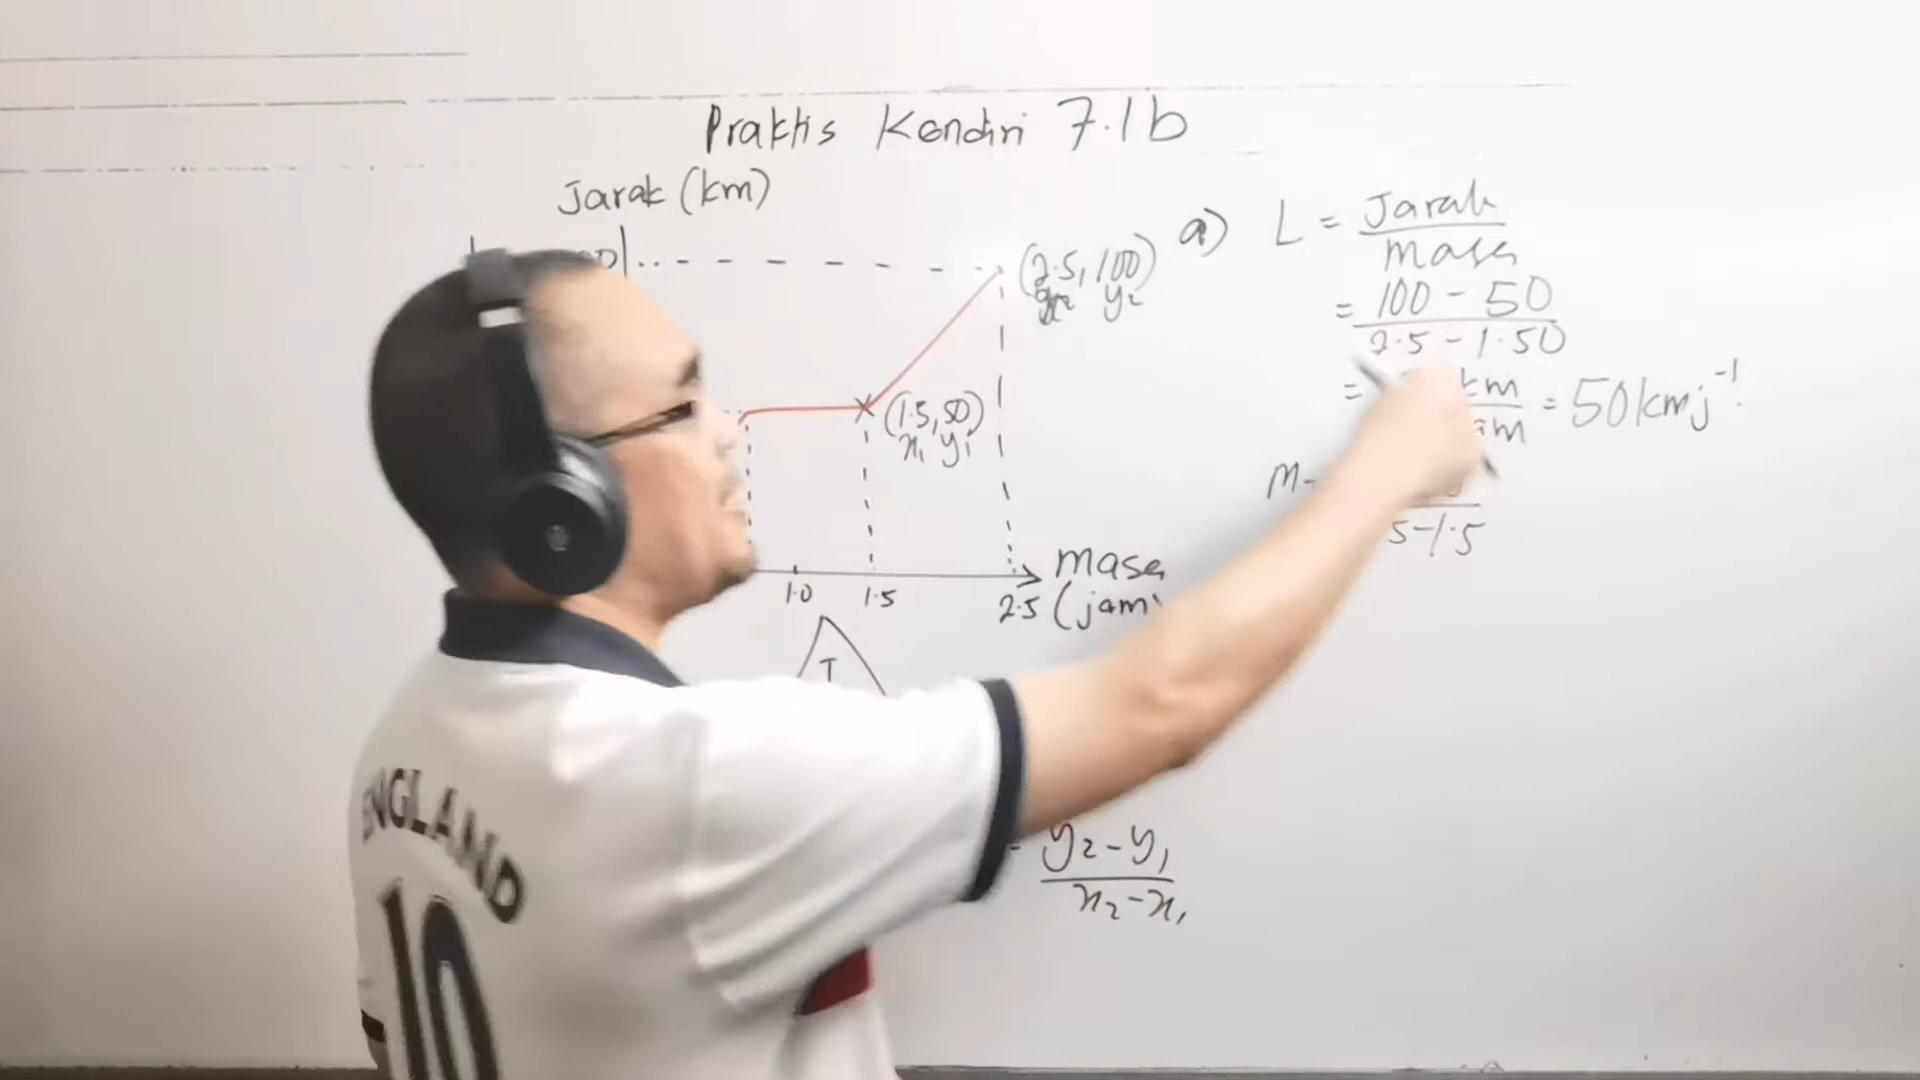 Praktis Kendiri 7.1b
Jarak (km)
(2.5, 100)
x₂ y₂
(1.5, 50)
x₁ y₁
1.0 1.5 2.5
masa
(jam
T
y₂-y₁
x₂-x₁
a) L = Jarak
masa
= 100 - 50
2.5 - 1.50
= km = 50kmj⁻¹.
m
5-1.5
ENGLAND
10